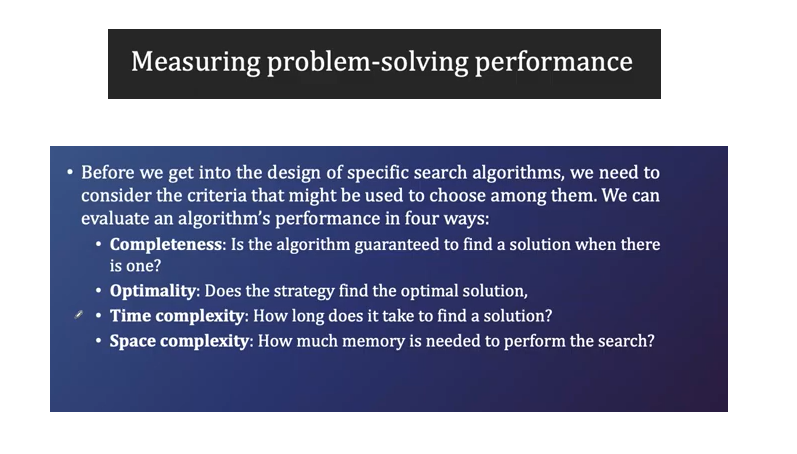 Measuring problem-solving performance
• Before we get into the design of specific search algorithms, we need to
consider the criteria that might be used to choose among them. We can
evaluate an algorithm’s performance in four ways:
• Completeness: Is the algorithm guaranteed to find a solution when there
is one?
• Optimality: Does the strategy find the optimal solution,
• Time complexity: How long does it take to find a solution?
• Space complexity: How much memory is needed to perform the search?